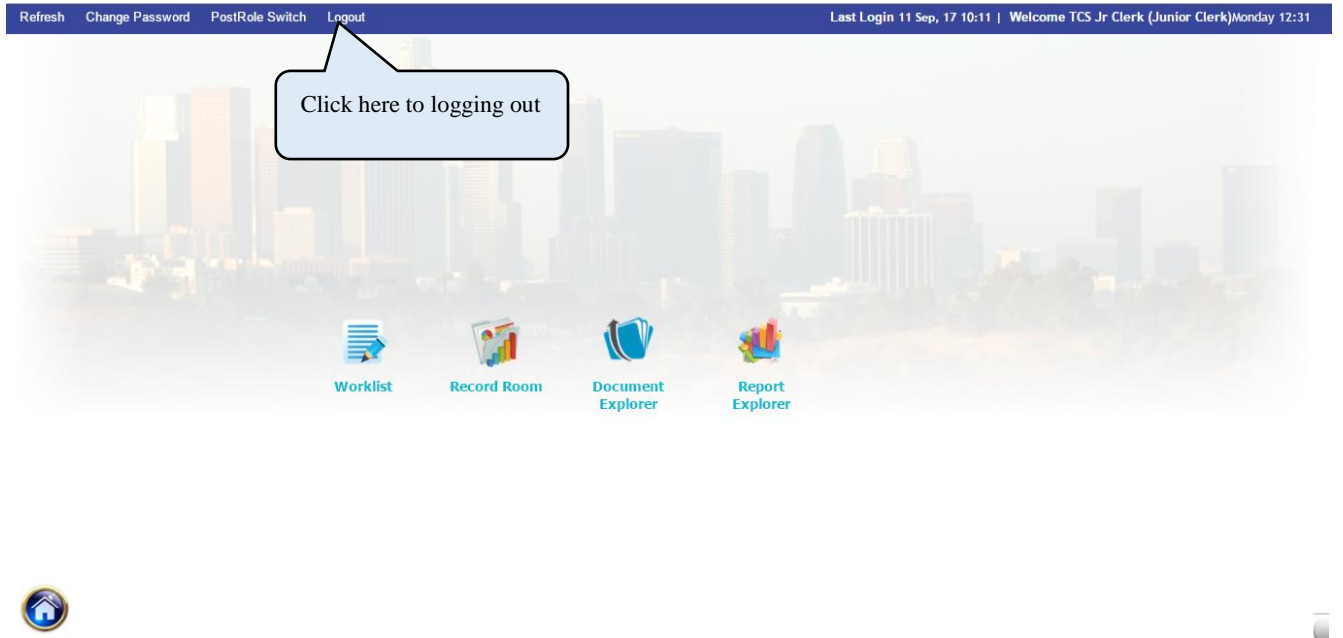 Refresh Change Password PostRole Switch Logout Last Login 11 Sep, 17 10:11 | Welcome TCS Jr Clerk (Junior Clerk)Monday 12:31
Click here to logging out
Worklist Record Room Document Explorer Report Explorer